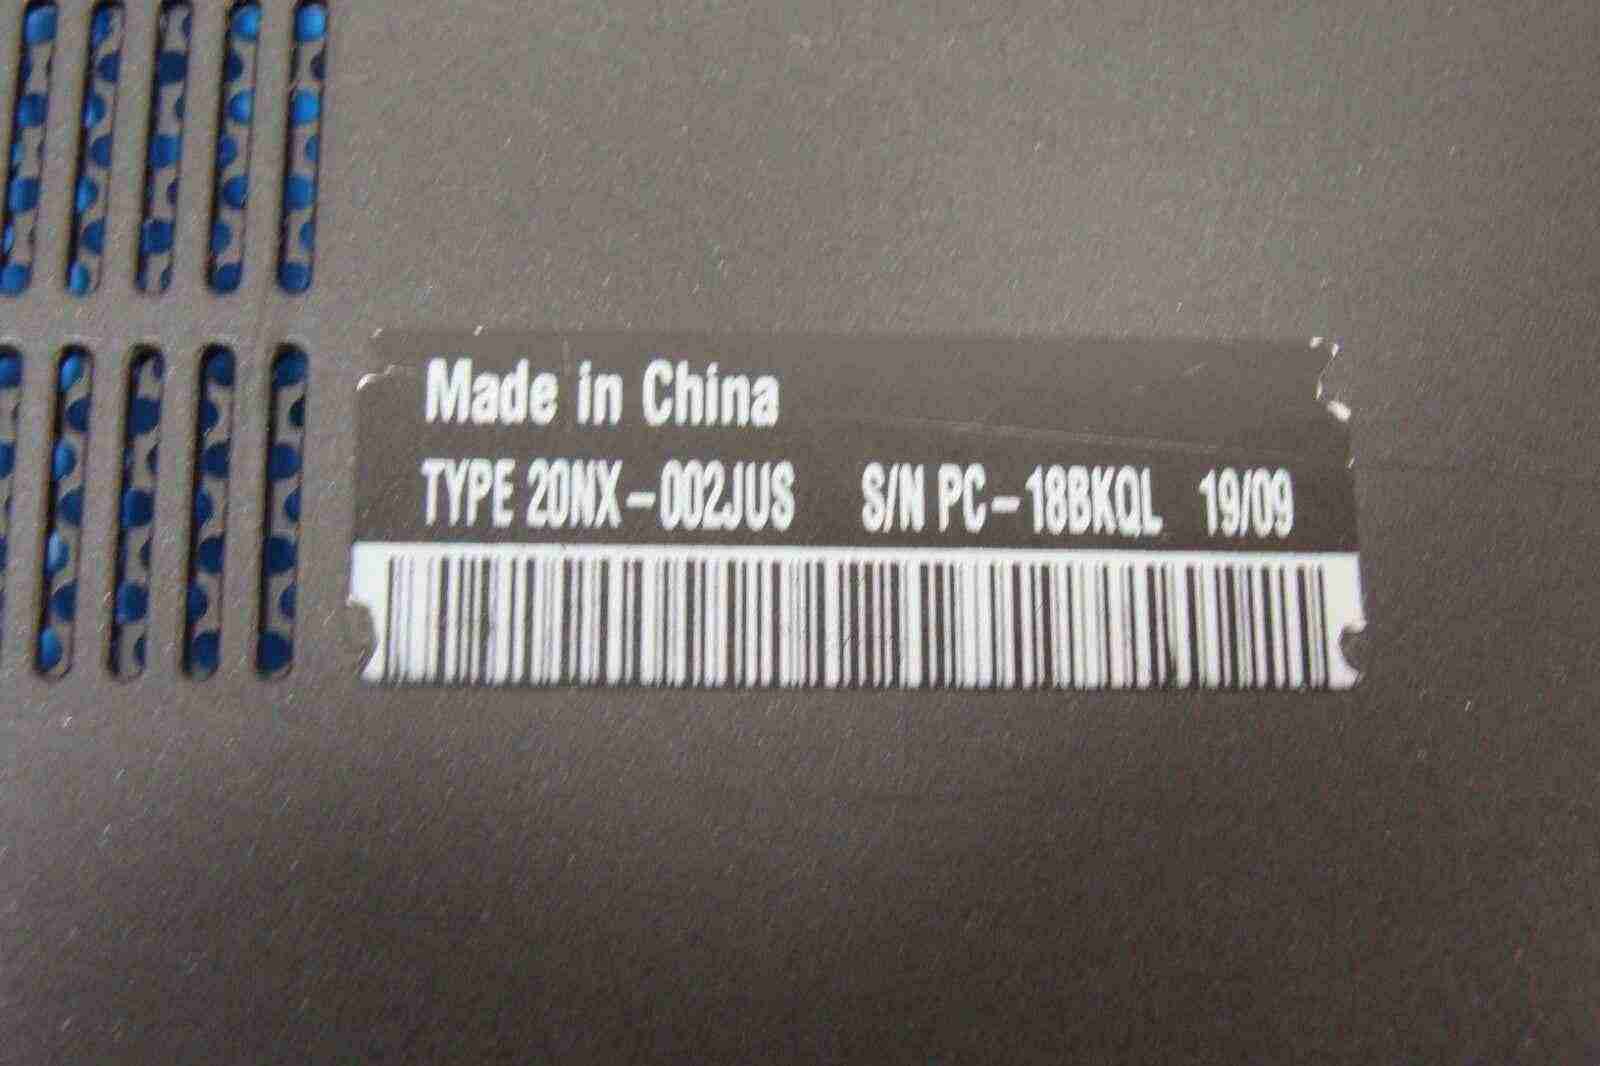 Made in China
TYPE 20NX-002JUS S/N PC-18BKQL 19/09